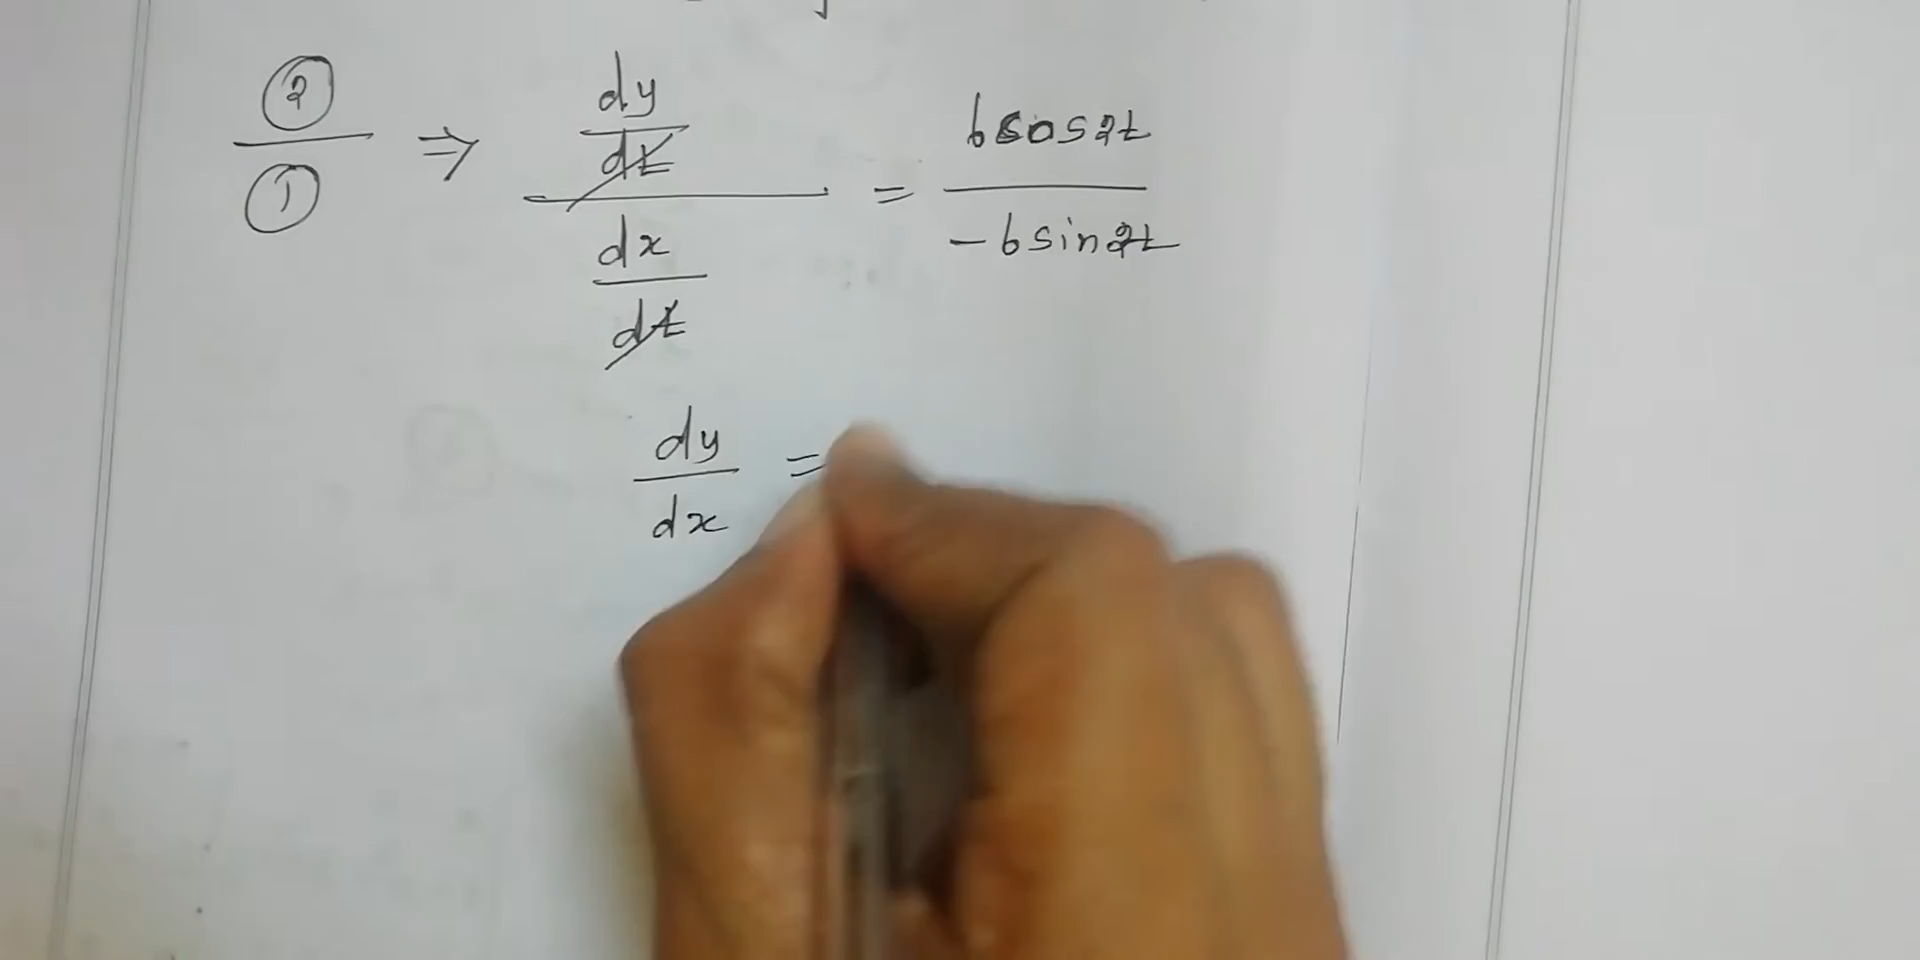 ② / ① ⇒ (dy/dt) / (dx/dt) = 6cos2t / -6sin2t
dy/dx =